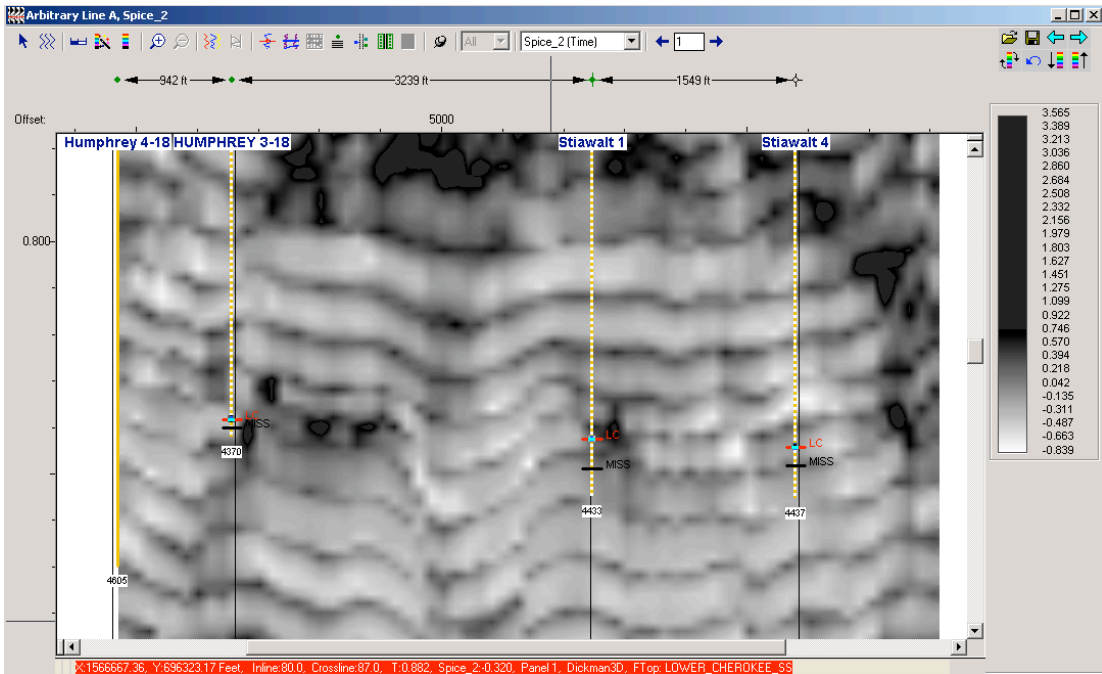 Arbitrary Line A, Spice_2
All
Spice_2 (Time)
1
942 ft
3239 ft
1549 ft
Offset:
5000
Humphrey 4-18
HUMPHREY 3-18
Stiawalt 1
Stiawalt 4
0.800
3.565
3.389
3.213
3.036
2.860
2.684
2.508
2.332
2.156
1.979
1.803
1.627
1.451
1.275
1.099
0.922
0.746
0.570
0.394
0.218
0.042
-0.135
-0.311
-0.487
-0.663
-0.839
MISS
4370
LC
MISS
4433
LC
MISS
4437
4605
X:1566667.36, Y:696323.17 Feet, Inline:80.0, Crossline:87.0, T:0.882, Spice_2:-0.320, Panel 1, Dickman3D, FTop: LOWER_CHEROKEE_SS